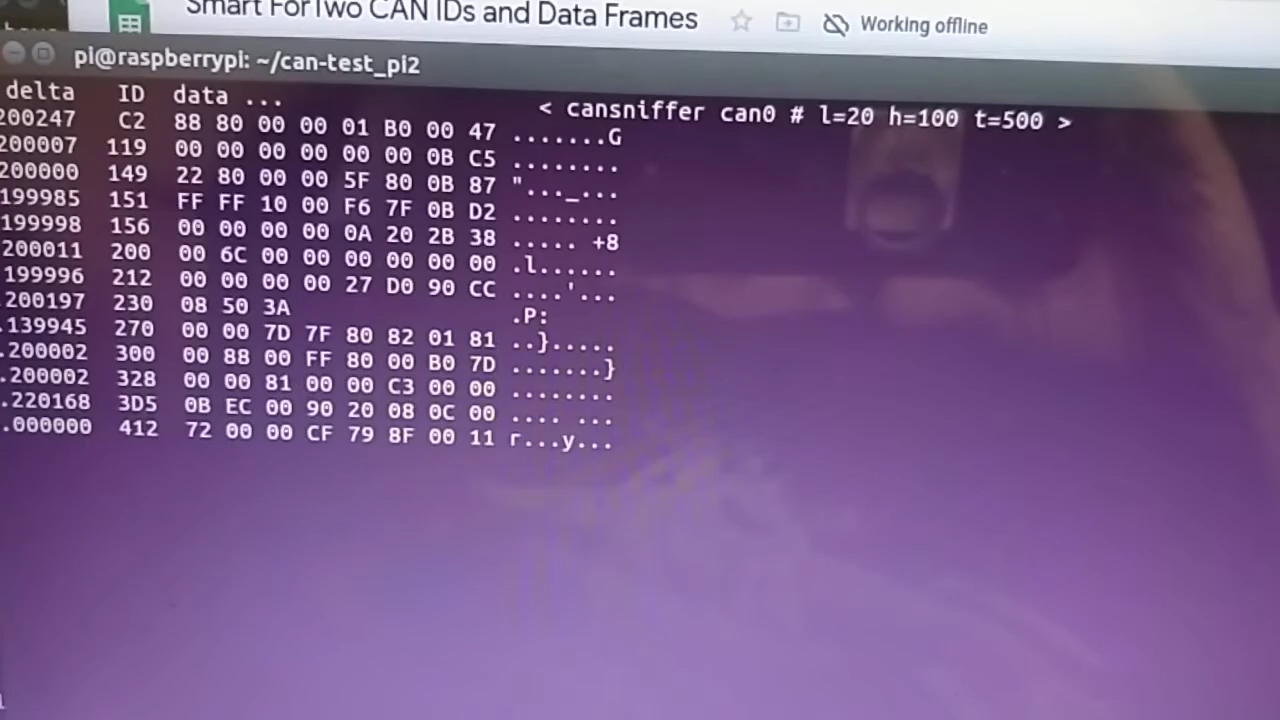 Smart ForTwo CAN IDs and Data Frames
Working offline
pi@raspberrypi: ~/can-test_pi2
delta ID data ... < cansniffer can0 # l=20 h=100 t=500 >
200247 C2 88 80 00 00 01 B0 00 47 .......G
200007 119 00 00 00 00 00 00 0B C5 ........
200000 149 22 80 00 00 5F 80 0B 87 "..._...
199985 151 FF FF 10 00 F6 7F 0B D2 ........
199998 156 00 00 00 00 0A 20 2B 38 ..... +8
200011 200 00 6C 00 00 00 00 00 00 .l......
199996 212 00 00 00 00 27 D0 90 CC ....'...
.200197 230 08 50 3A .P:
.139945 270 00 00 7D 7F 80 82 01 81 ..}.....
.200002 300 00 88 00 FF 80 00 B0 7D .......}
.200002 328 00 00 81 00 00 C3 00 00 ........
.220168 3D5 0B EC 00 90 20 08 0C 00 .... ...
.000000 412 72 00 00 CF 79 8F 00 11 r...y...